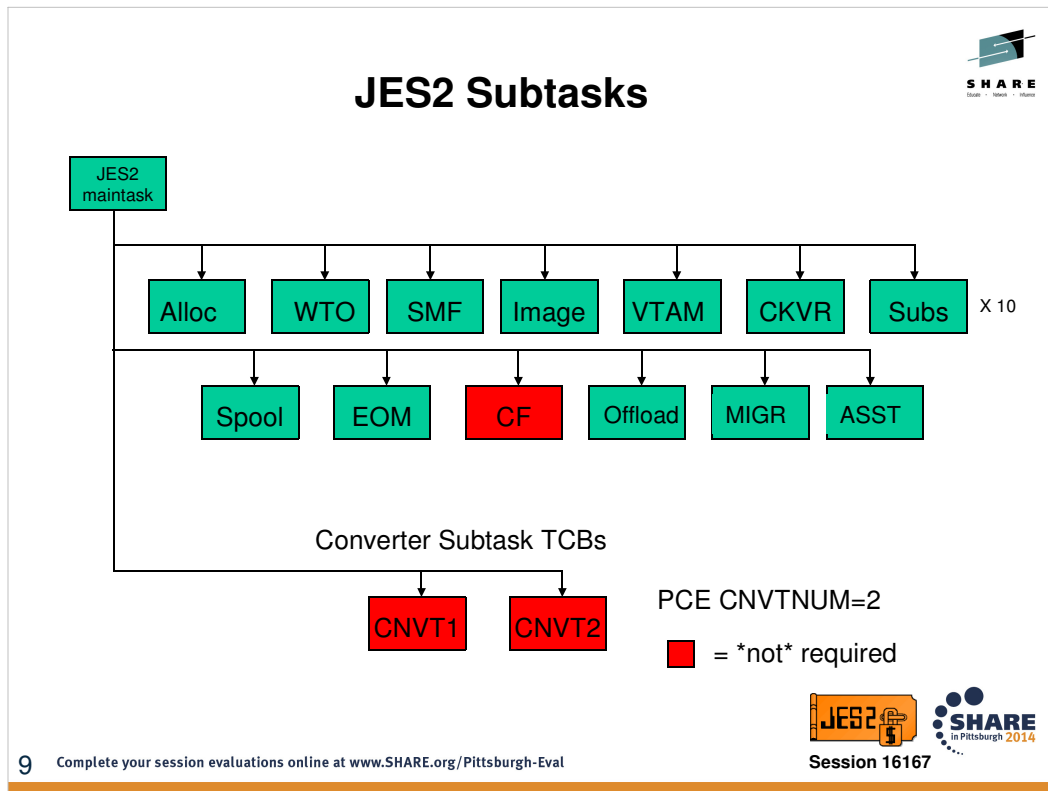 JES2 Subtasks
SHARE
Educate · Network · Influence
JES2
maintask
Alloc
WTO
SMF
Image
VTAM
CKVR
Subs
X 10
Spool
EOM
CF
Offload
MIGR
ASST
Converter Subtask TCBs
CNVT1
CNVT2
PCE CNVTNUM=2
= *not* required
JES2
$
SHARE
in Pittsburgh 2014
9
Complete your session evaluations online at www.SHARE.org/Pittsburgh-Eval
Session 16167